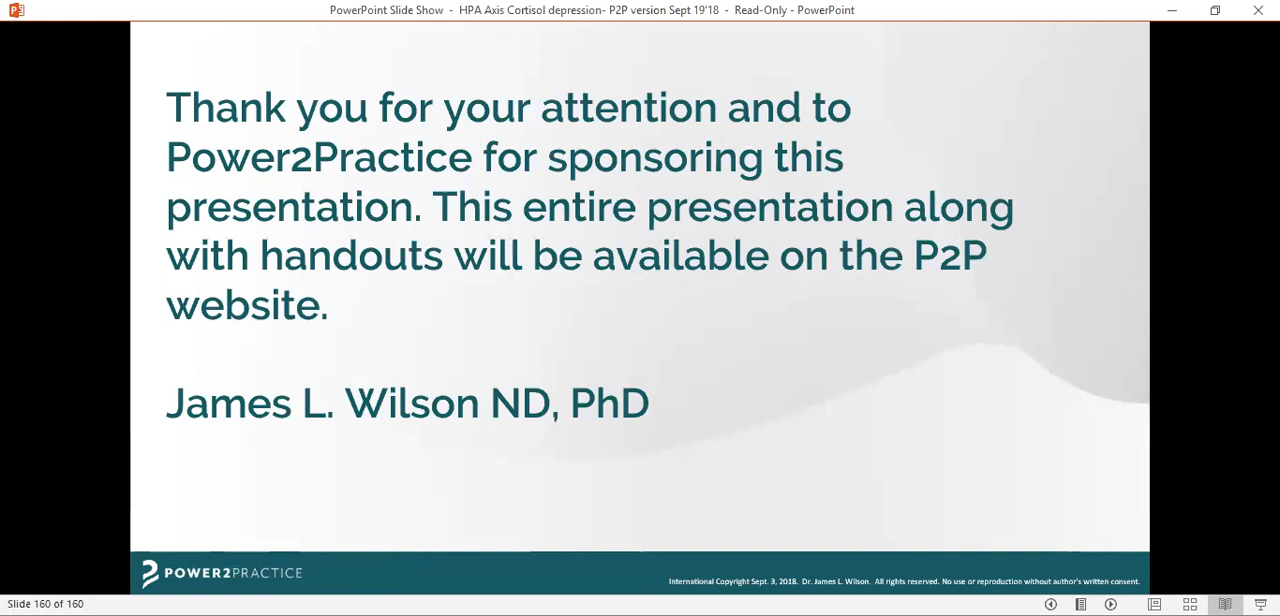 PowerPoint Slide Show - HPA Axis Cortisol depression- P2P version Sept 19'18 - Read-Only - PowerPoint
Thank you for your attention and to
Power2Practice for sponsoring this
presentation. This entire presentation along
with handouts will be available on the P2P
website.
James L. Wilson ND, PhD
POWER2PRACTICE
International Copyright Sept. 3, 2018. Dr. James L. Wilson. All rights reserved. No use or reproduction without author's written consent.
Slide 160 of 160